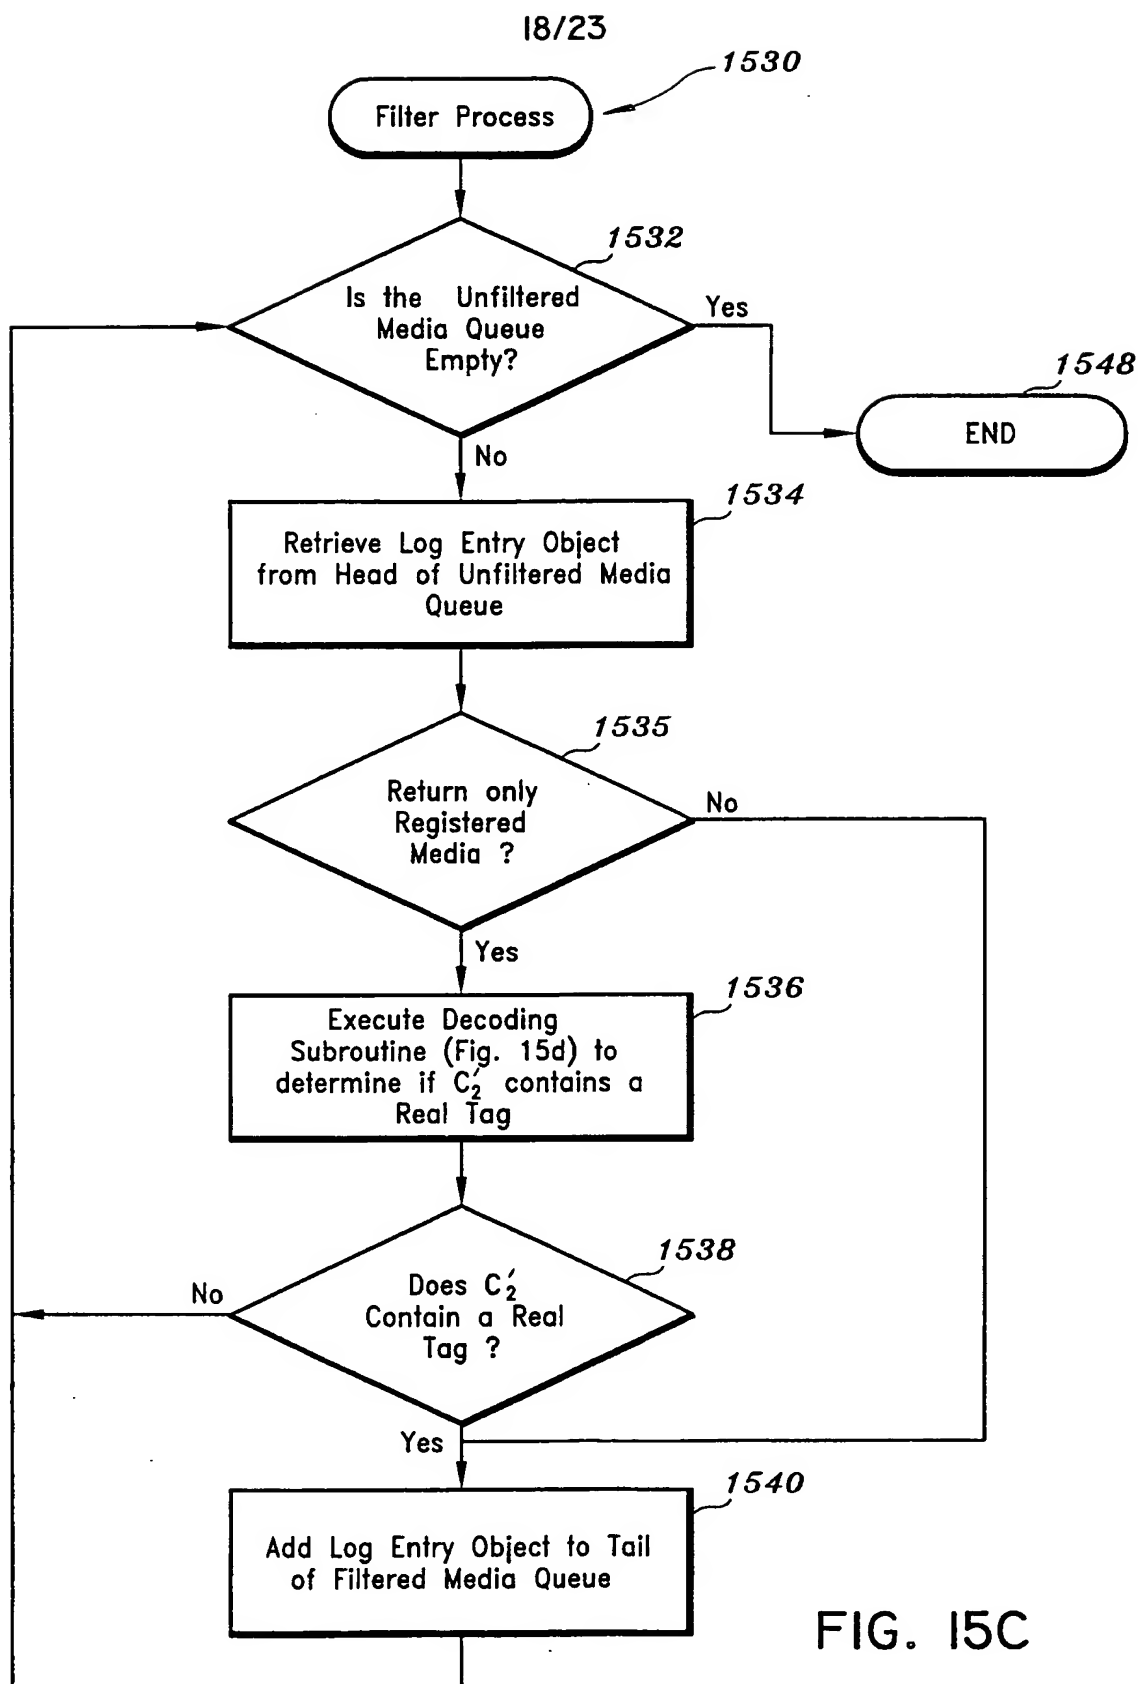 18/23
1530
Filter Process
1532
Is the Unfiltered
Media Queue
Empty?
Yes
1548
END
No
1534
Retrieve Log Entry Object
from Head of Unfiltered Media
Queue
1535
Return only
Registered
Media ?
No
Yes
1536
Execute Decoding
Subroutine (Fig. 15d) to
determine if C₂′ contains a
Real Tag
1538
Does C₂′
Contain a Real
Tag ?
No
Yes
1540
Add Log Entry Object to Tail
of Filtered Media Queue
FIG. 15C